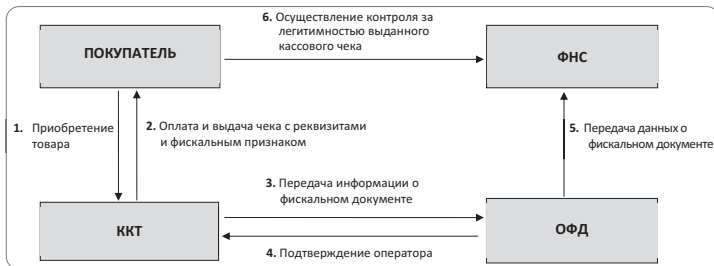 6. Осуществление контроля за
легитимностью выданного
кассового чека
ПОКУПАТЕЛЬ
ФНС
1. Приобретение
товара
2. Оплата и выдача чека с реквизитами
и фискальным признаком
5. Передача данных о
фискальном документе
3. Передача информации о
фискальном документе
ККТ
ОФД
4. Подтверждение оператора